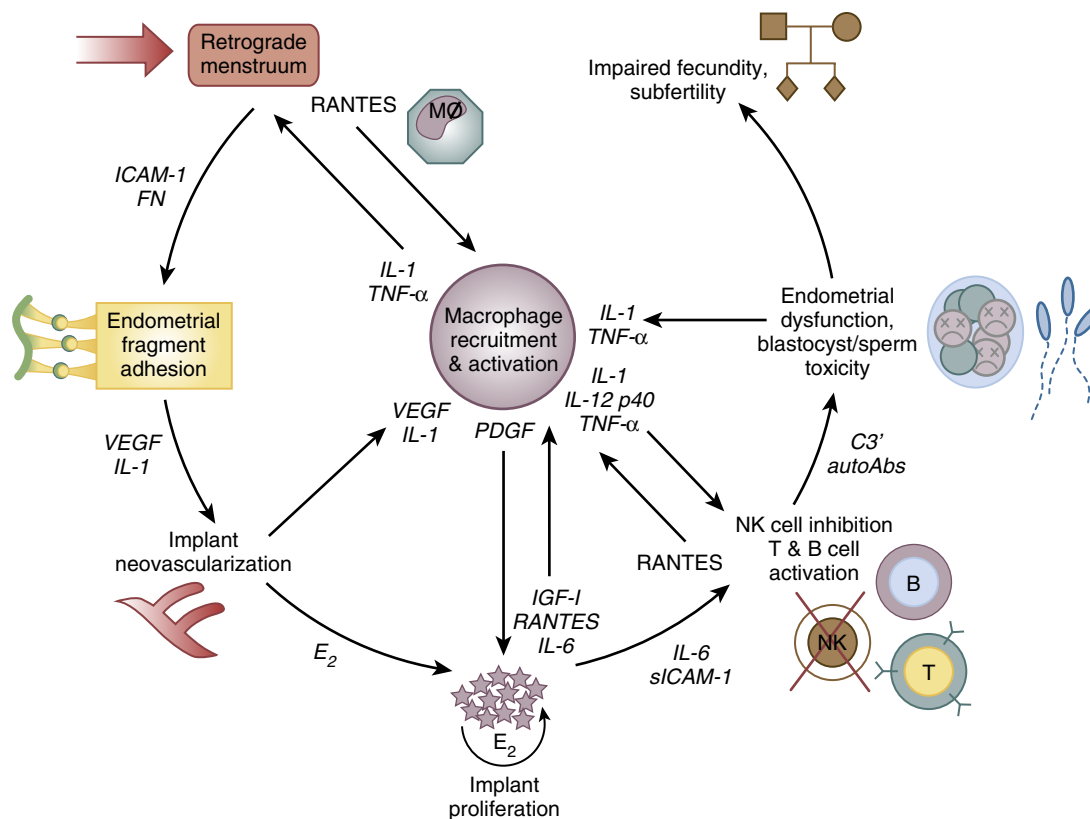 Retrograde
menstruum
Impaired fecundity,
subfertility
RANTES
MØ
ICAM-1
FN
IL-1
TNF-α
Endometrial
fragment
adhesion
Macrophage
recruitment
& activation
IL-1
TNF-α
Endometrial
dysfunction,
blastocyst/sperm
toxicity
IL-1
IL-12 p40
TNF-α
VEGF
IL-1
PDGF
VEGF
IL-1
C3'
autoAbs
Implant
neovascularization
NK cell inhibition
T & B cell
activation
RANTES
B
IGF-I
RANTES
IL-6
NK
E₂
IL-6
sICAM-1
T
E₂
Implant
proliferation